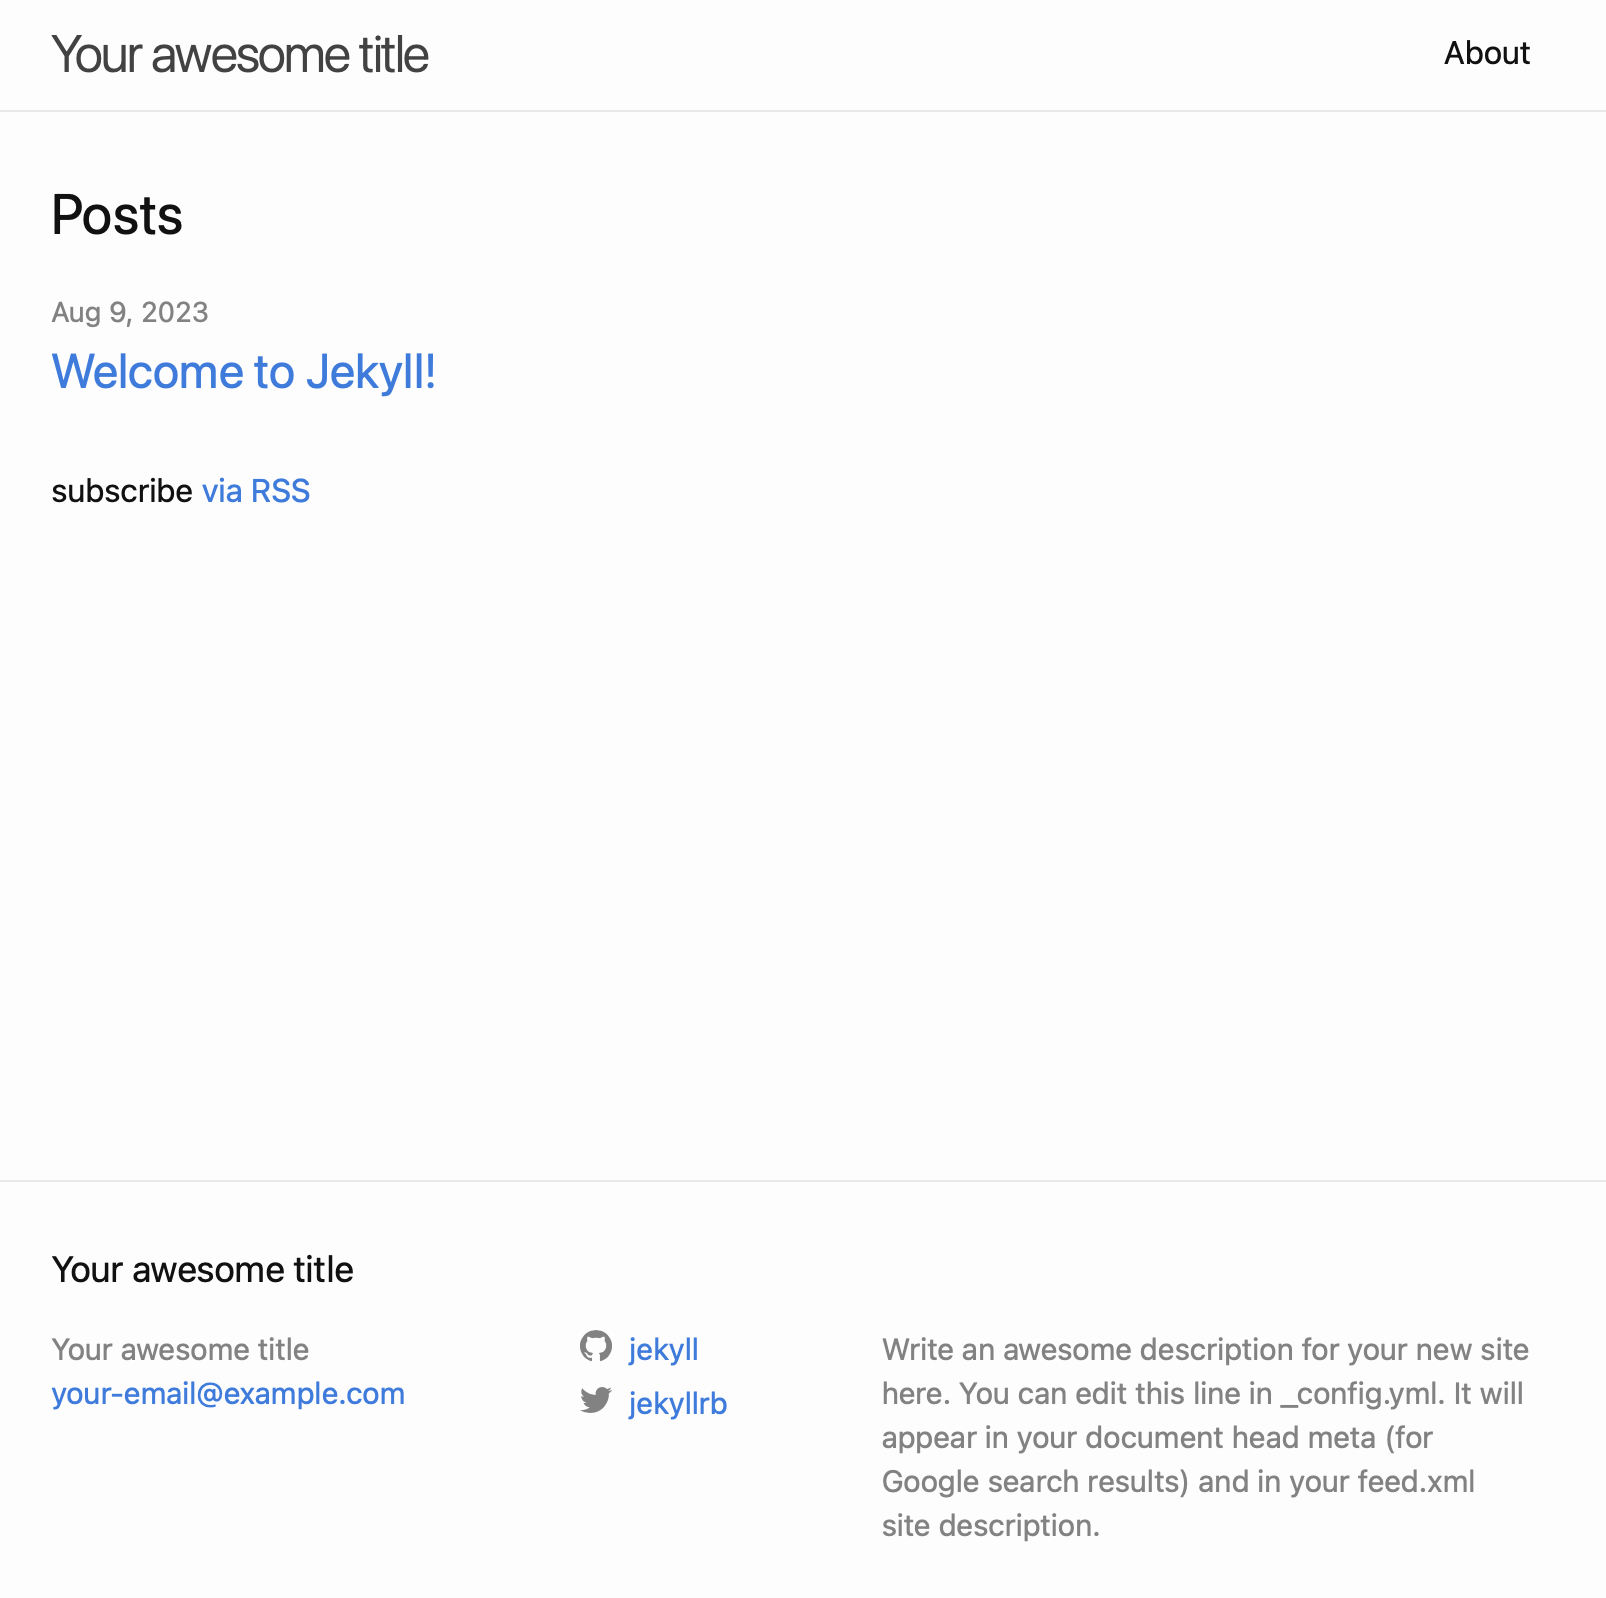 Your awesome title
About
Posts
Aug 9, 2023
Welcome to Jekyll!
subscribe via RSS
Your awesome title
Your awesome title
your-email@example.com
jekyll
jekyllrb
Write an awesome description for your new site
here. You can edit this line in _config.yml. It will
appear in your document head meta (for
Google search results) and in your feed.xml
site description.